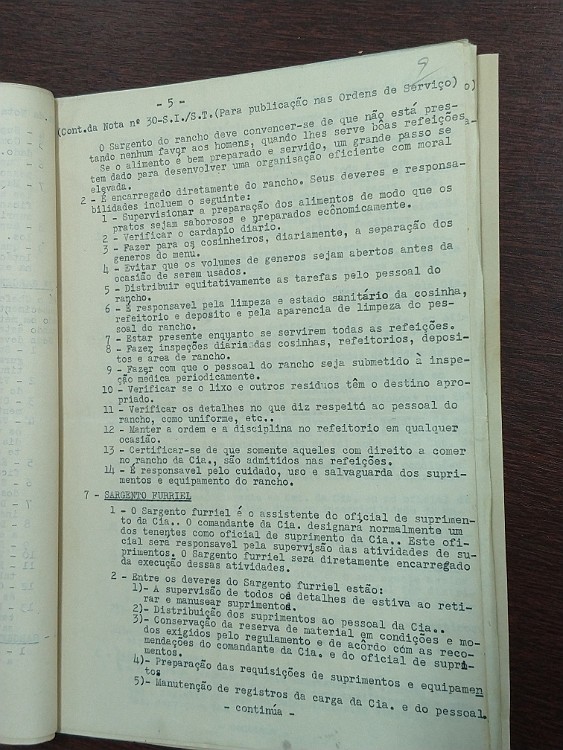 9
- 5 -
(Cont.da Nota nº 30-S.I./S.T.(Para publicação nas Ordens de Serviço) o)
O Sargento do rancho deve convencer-se de que não está pres-
tando nenhum favor aos homens, quando lhes serve bôas refeições.
Se o alimento e bem preparado e servido, um grande passo se
tem dado para desenvolver uma organisação eficiente com moral
elevada.
2 - É encarregado diretamente do rancho. Seus deveres e responsa-
bilidades incluem o seguinte:
1 - Supervisionar a preparação dos alimentos de modo que os
pratos sejam saborosos e preparados econômicamente.
2 - Verificar o cardapio diario.
3 - Fazer para os cosinheiros, diariamente, a separação dos
generos do menu.
4 - Evitar que os volumes de generos sejam abertos antes da
ocasião de serem usados.
5 - Distribuir equitativamente as tarefas pelo pessoal do
rancho.
6 - É responsavel pela limpeza e estado sanitário da cosinha,
refeitorio e deposito e pela aparencia de limpeza do pes-
soal do rancho.
7 - Estar presente enquanto se servirem todas as refeições.
8 - Fazer inspeções diarias das cosinhas, refeitorios, deposi-
tos e area de rancho.
9 - Fazer com que o pessoal do rancho seja submetido à inspe-
ção medica periodicamente.
10 - Verificar se o lixo e outros residuos têm o destino apro-
priado.
11 - Verificar os detalhes no que diz respeitó ao pessoal do
rancho, como uniforme, etc..
12 - Manter a ordem e a disciplina no refeitorio em qualquer
ocasião.
13 - Certificar-se de que somente aqueles com direito a comer
no rancho da Cia., são admitidos nas refeições.
14 - É responsavel pelo cuidado, uso e salvaguarda dos supri-
mentos e equipamento do rancho.
7 - SARGENTO FURRIEL
1 - O Sargento furriel é o assistente do oficial de suprimen-
to da Cia.. O comandante da Cia. designará normalmente um
dos tenentes como oficial de suprimento da Cia.. Este ofi-
cial será responsavel pela supervisão das atividades de su-
primentos. O Sargento furriel será diretamente encarregado
da execução dessas atividades.
2 - Entre os deveres do Sargento furriel estão:
1)- A supervisão de todos os detalhes de estiva ao reti-
rar e manusear suprimentos.
2)- Distribuição dos suprimentos ao pessoal da Cia..
3)- Conservação da reserva de material em condições e mo-
dos exigidos pelo regulamento e de acôrdo com as reco-
mendações do comandante da Cia. e do oficial de supri-
mentos.
4)- Preparação das requisições de suprimentos e equipamen
tos
5)- Manutenção de registros da carga da Cia. e do pessoal.
- continúa -